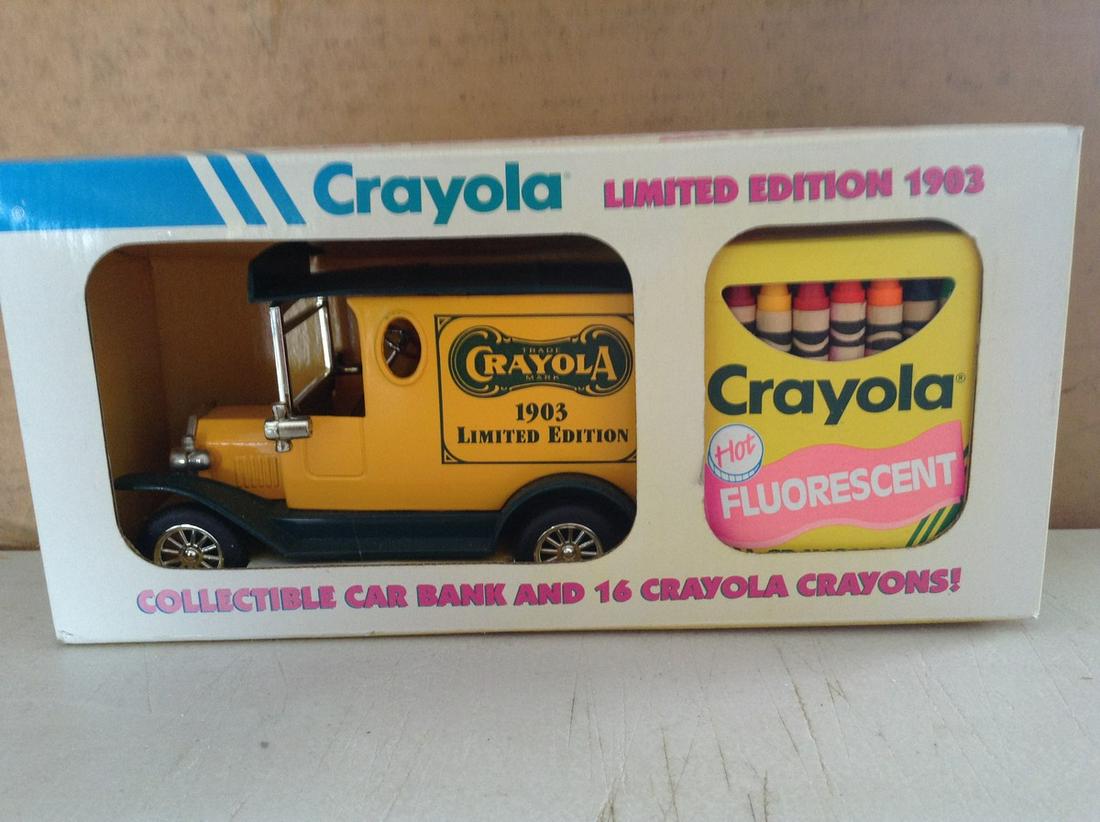 Crayola®
LIMITED EDITION 1903
TRADE
CRAYOLA
MARK
1903
LIMITED EDITION
Crayola®
Hot
FLUORESCENT
COLLECTIBLE CAR BANK AND 16 CRAYOLA CRAYONS!